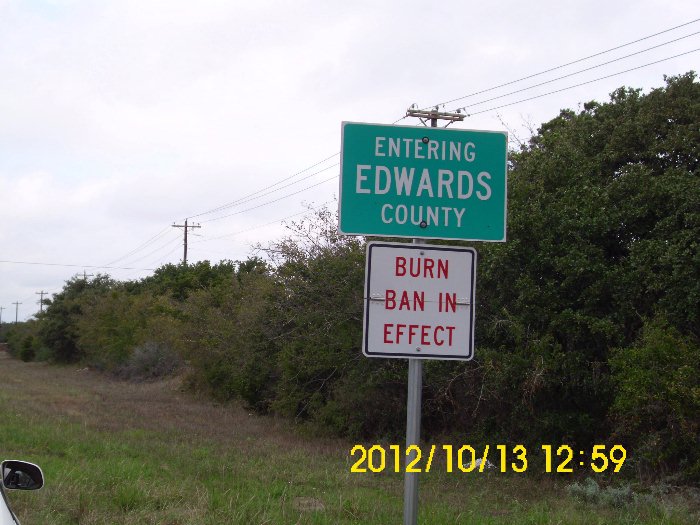 ENTERING
EDWARDS
COUNTY
BURN
BAN IN
EFFECT
2012/10/13 12:59